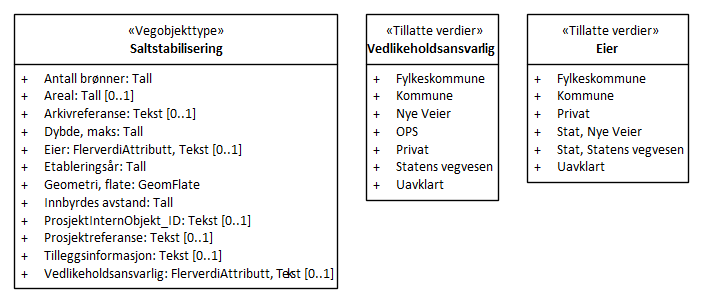 «Vegobjekttype»
Saltstabilisering
+ Antall brønner: Tall
+ Areal: Tall [0..1]
+ Arkivreferanse: Tekst [0..1]
+ Dybde, maks: Tall
+ Eier: FlerverdiAttributt, Tekst [0..1]
+ Etableringsår: Tall
+ Geometri, flate: GeomFlate
+ Innbyrdes avstand: Tall
+ ProsjektInternObjekt_ID: Tekst [0..1]
+ Prosjektreferanse: Tekst [0..1]
+ Tilleggsinformasjon: Tekst [0..1]
+ Vedlikeholdsansvarlig: FlerverdiAttributt, Tekst [0..1]
«Tillatte verdier»
Vedlikeholdsansvarlig
+ Fylkeskommune
+ Kommune
+ Nye Veier
+ OPS
+ Privat
+ Statens vegvesen
+ Uavklart
«Tillatte verdier»
Eier
+ Fylkeskommune
+ Kommune
+ Privat
+ Stat, Nye Veier
+ Stat, Statens vegvesen
+ Uavklart